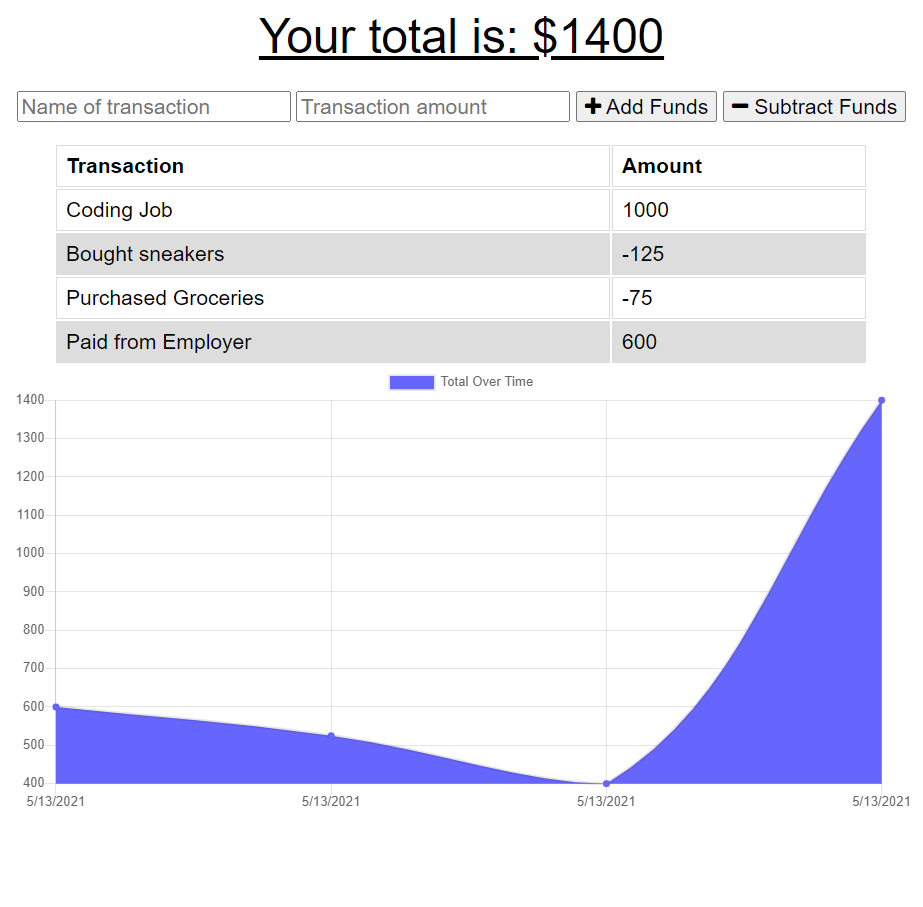 Your total is: $1400
Name of transaction Transaction amount Add Funds Subtract Funds
Transaction Amount
Coding Job 1000
Bought sneakers -125
Purchased Groceries -75
Paid from Employer 600
Total Over Time
1400
1300
1200
1100
1000
900
800
700
600
500
400
5/13/2021 5/13/2021 5/13/2021 5/13/2021